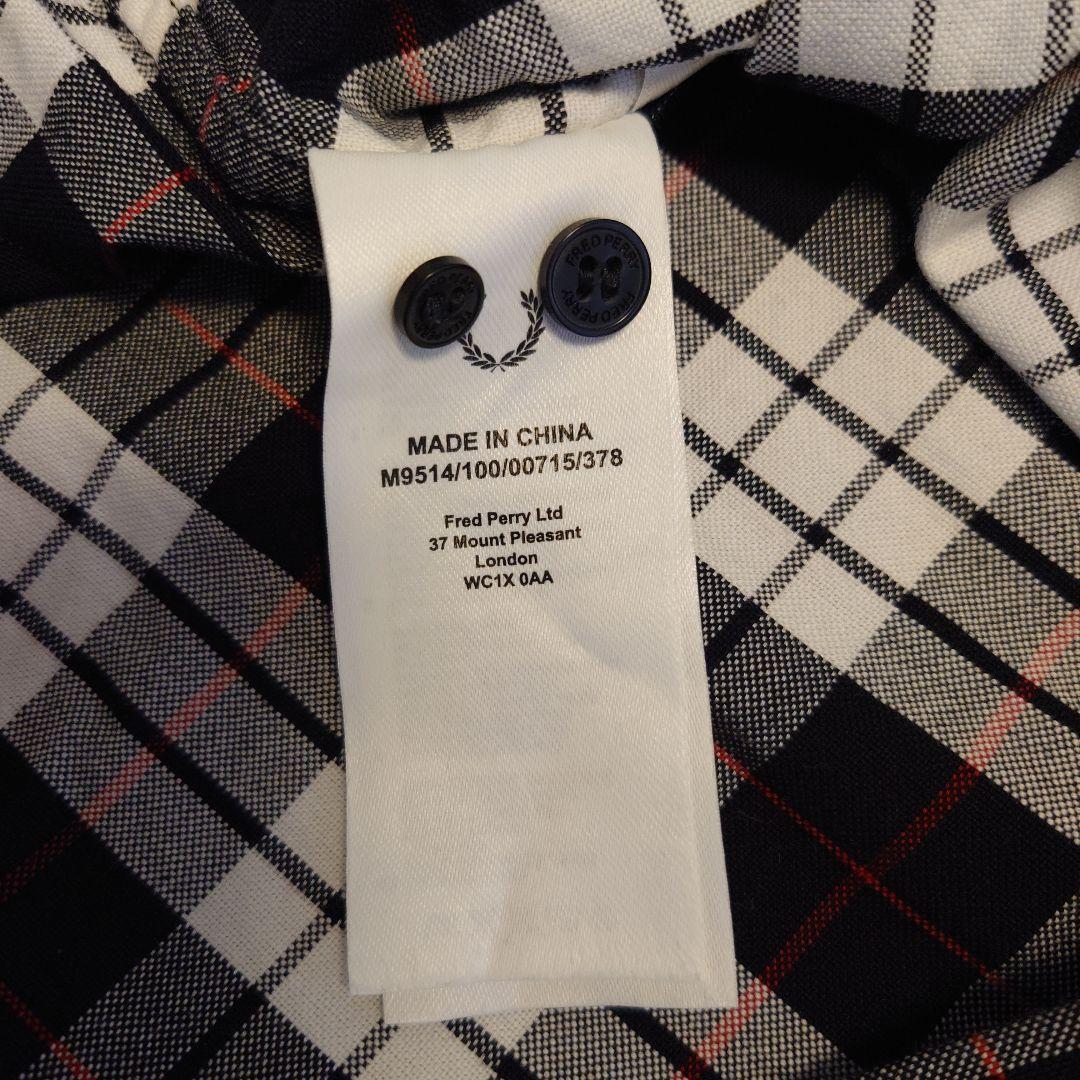 FRED PERRY
FRED PERRY
MADE IN CHINA
M9514/100/00715/378
Fred Perry Ltd
37 Mount Pleasant
London
WC1X 0AA